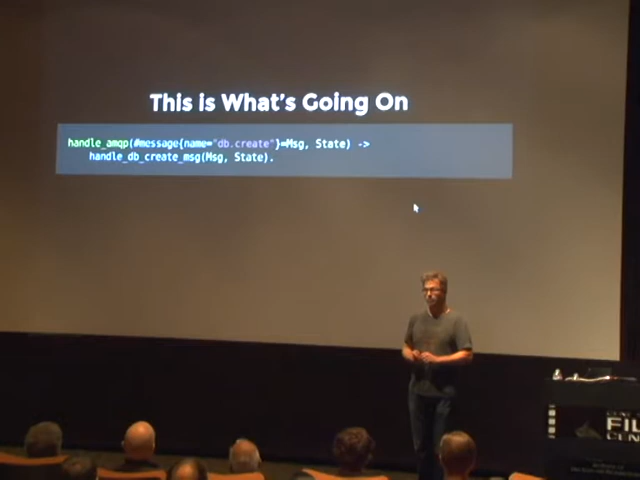 This is What's Going On
handle_amqp(#message{name="db.create"}=Msg, State) ->
handle_db_create_msg(Msg, State).